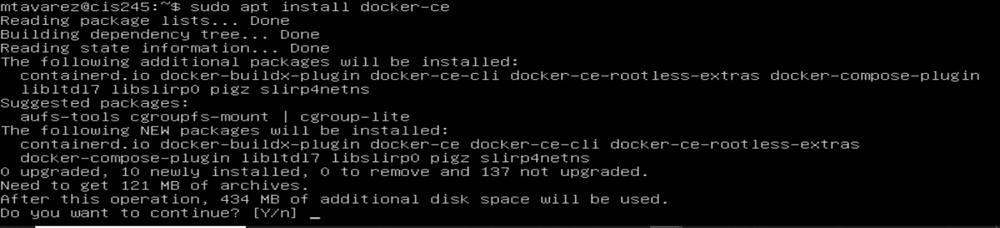 mtavarez@cis245:~$ sudo apt install docker-ce
Reading package lists... Done
Building dependency tree... Done
Reading state information... Done
The following additional packages will be installed:
  containerd.io docker-buildx-plugin docker-ce-cli docker-ce-rootless-extras docker-compose-plugin
  libltdl7 libslirp0 pigz slirp4netns
Suggested packages:
  aufs-tools cgroupfs-mount | cgroup-lite
The following NEW packages will be installed:
  containerd.io docker-buildx-plugin docker-ce docker-ce-cli docker-ce-rootless-extras
  docker-compose-plugin libltdl7 libslirp0 pigz slirp4netns
0 upgraded, 10 newly installed, 0 to remove and 137 not upgraded.
Need to get 121 MB of archives.
After this operation, 434 MB of additional disk space will be used.
Do you want to continue? [Y/n] _